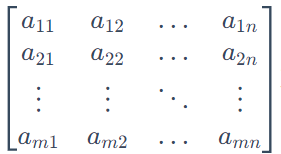 a₁₁ a₁₂ … a₁ₙ
a₂₁ a₂₂ … a₂ₙ
⋮ ⋮ ⋱ ⋮
aₘ₁ aₘ₂ … aₘₙ